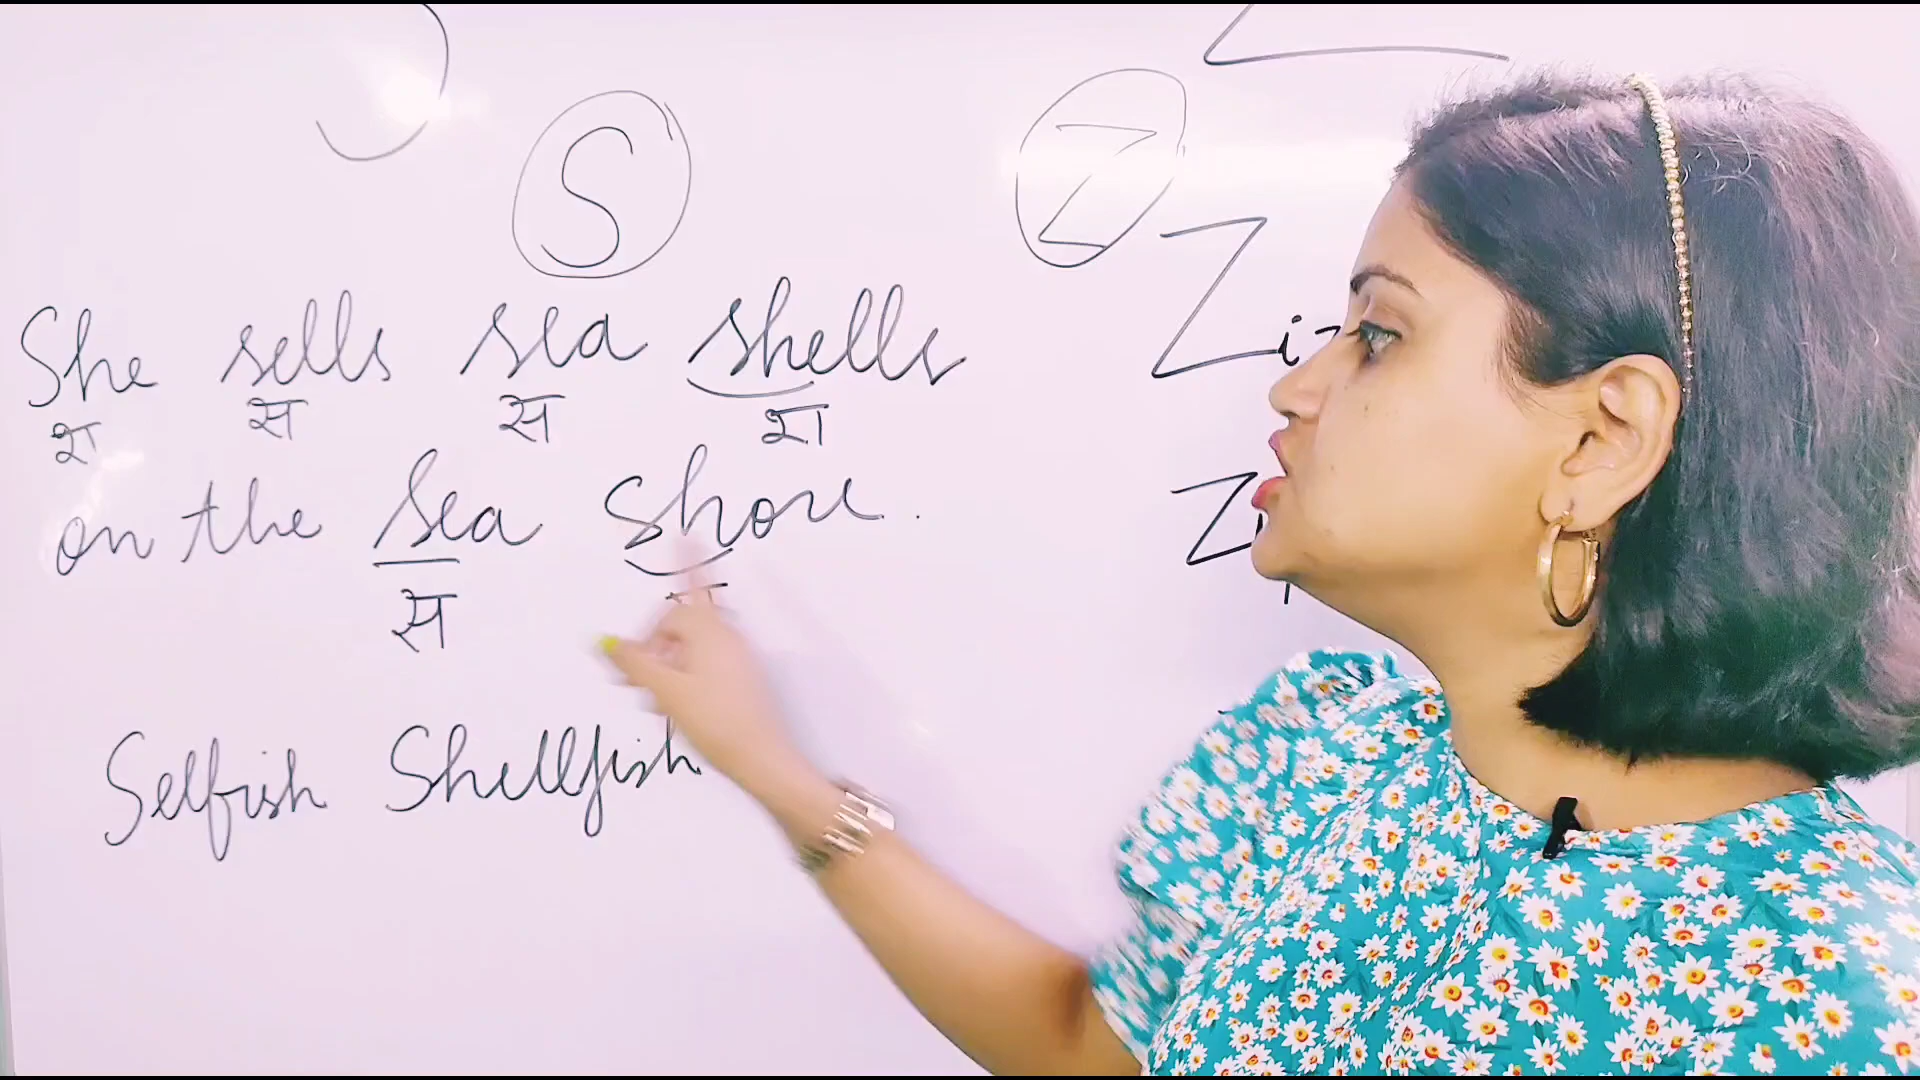 S
Z
She sells sea shells
श स स श
on the sea shore.
स
Selfish Shellfish